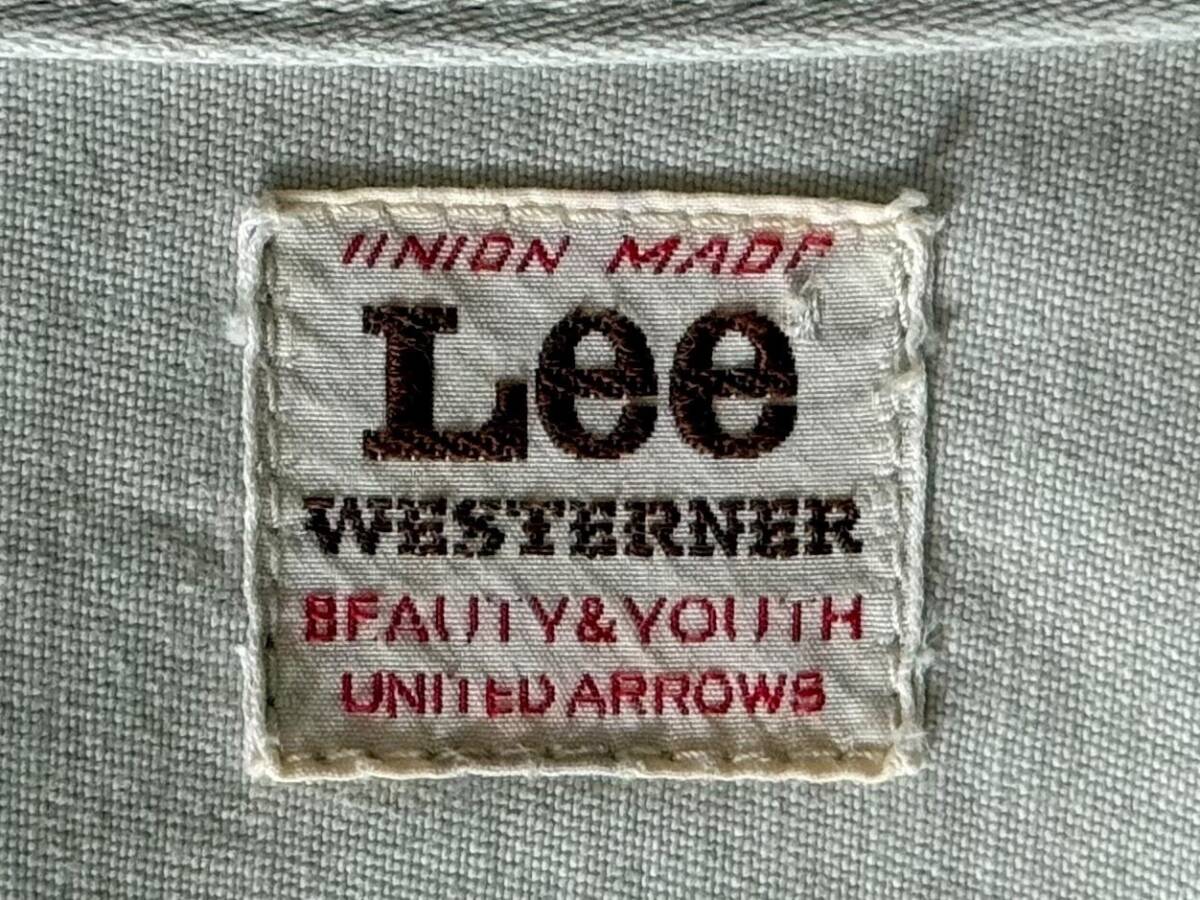 UNION MADE
Lee
WESTERNER
BEAUTY&YOUTH
UNITED ARROWS